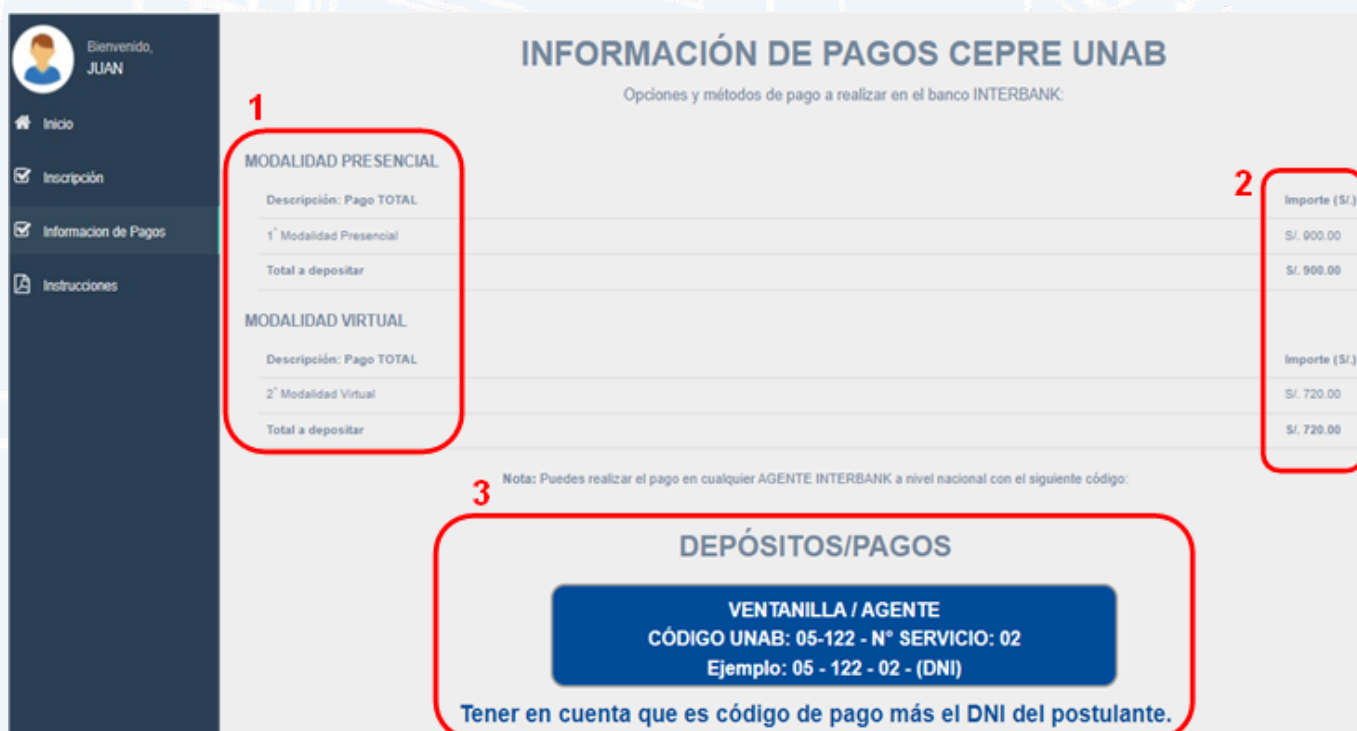 Bienvenido,
JUAN
Inicio
Inscripción
Informacion de Pagos
Instrucciones
INFORMACIÓN DE PAGOS CEPRE UNAB
Opciones y métodos de pago a realizar en el banco INTERBANK:
1
MODALIDAD PRESENCIAL
2
Descripción: Pago TOTAL Importe (S/.)
1° Modalidad Presencial S/. 900.00
Total a depositar S/. 900.00
MODALIDAD VIRTUAL
Descripción: Pago TOTAL Importe (S/.)
2° Modalidad Virtual S/. 720.00
Total a depositar S/. 720.00
Nota: Puedes realizar el pago en cualquier AGENTE INTERBANK a nivel nacional con el siguiente código:
3
DEPÓSITOS/PAGOS
VENTANILLA / AGENTE
CÓDIGO UNAB: 05-122 - N° SERVICIO: 02
Ejemplo: 05 - 122 - 02 - (DNI)
Tener en cuenta que es código de pago más el DNI del postulante.